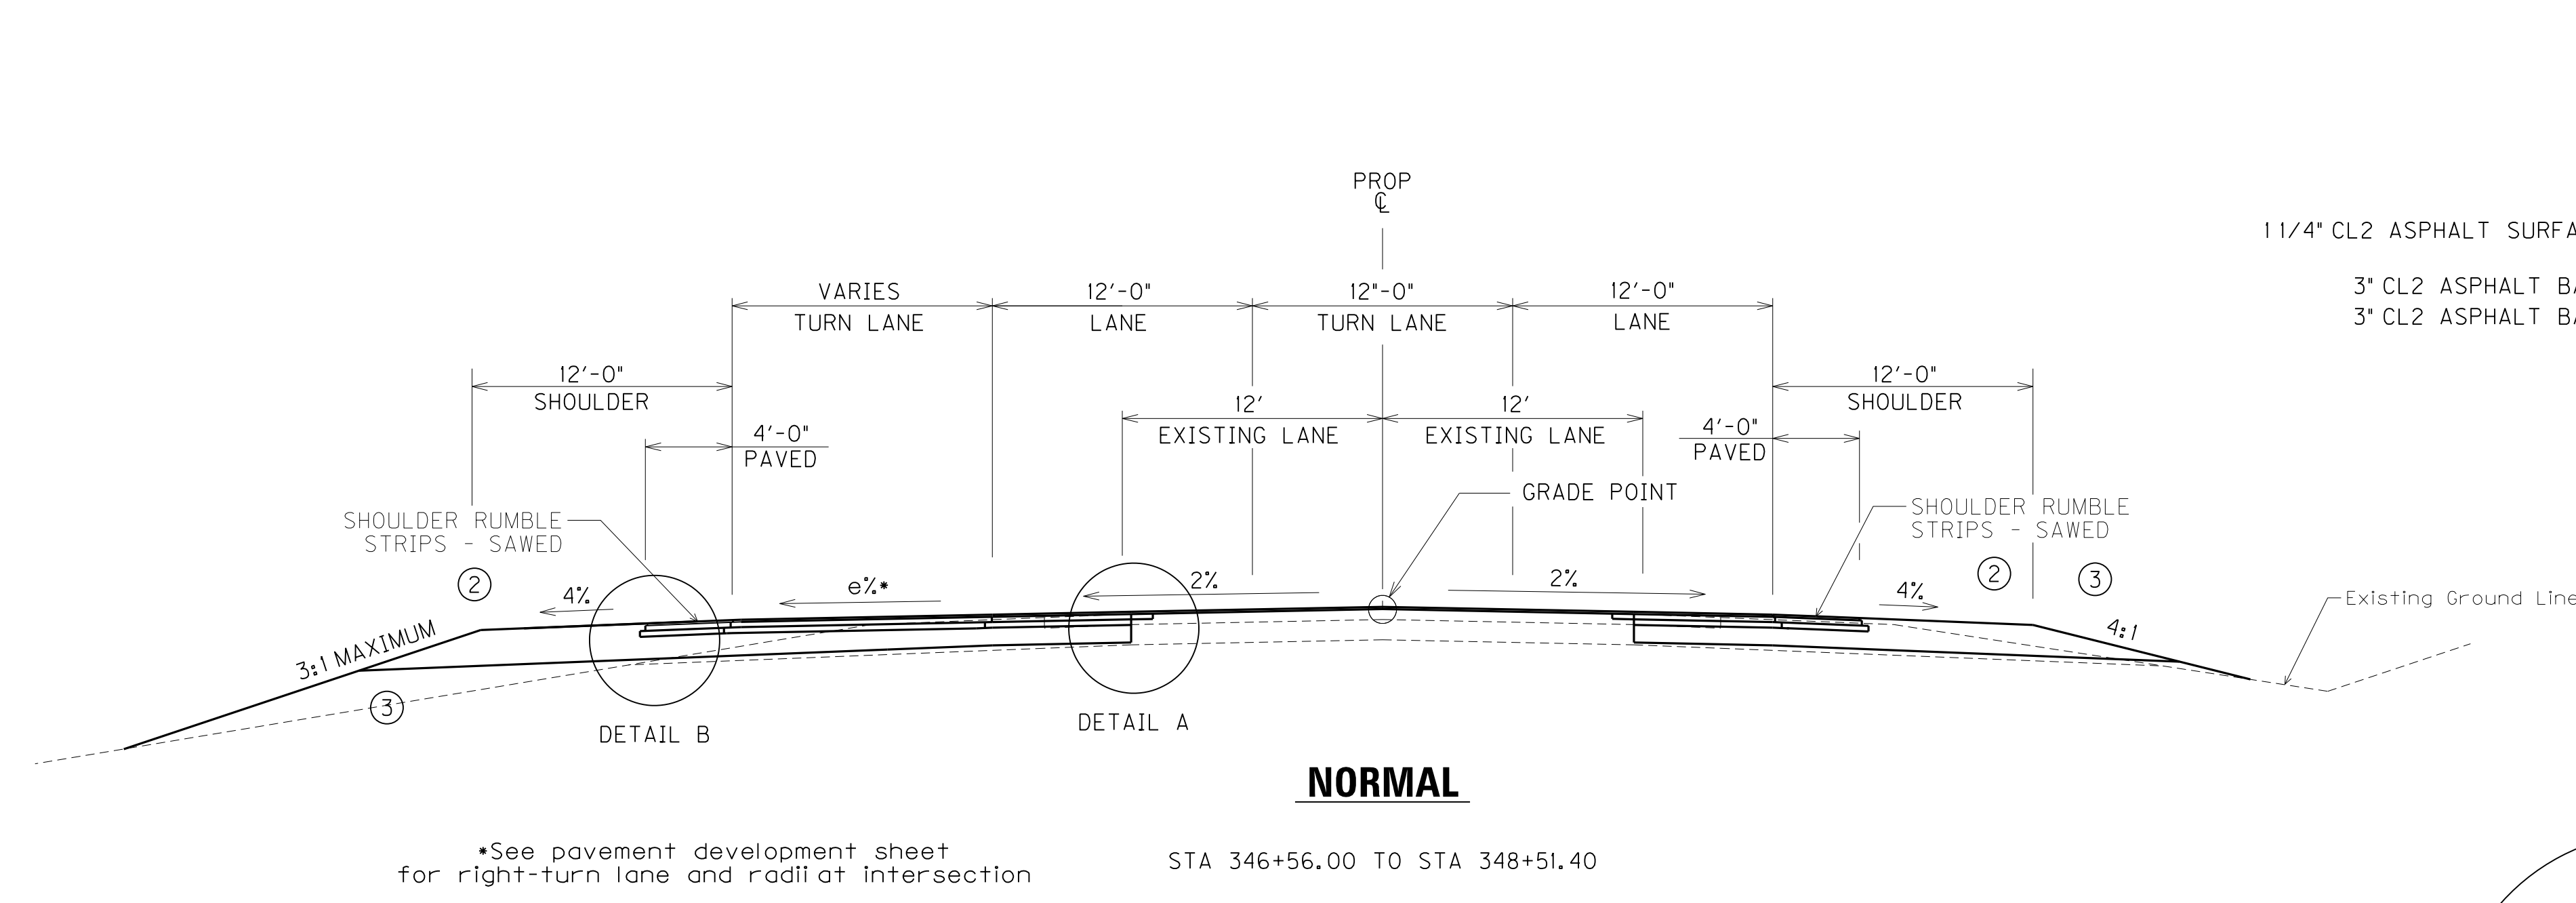 PROP
℄
1 1/4" CL2 ASPHALT SURFA
3" CL2 ASPHALT BA
3" CL2 ASPHALT BA
VARIES
TURN LANE
12'-0"
LANE
12"-0"
TURN LANE
12'-0"
LANE
12'-0"
SHOULDER
12'-0"
SHOULDER
12'
EXISTING LANE
12'
EXISTING LANE
4'-0"
PAVED
4'-0"
PAVED
GRADE POINT
SHOULDER RUMBLE
STRIPS - SAWED
SHOULDER RUMBLE
STRIPS - SAWED
2
2
3
4%
e%*
2%
2%
4%
Existing Ground Line
3:1 MAXIMUM
4:1
3
DETAIL B
DETAIL A
NORMAL
*See pavement development sheet
for right-turn lane and radii at intersection
STA 346+56.00 TO STA 348+51.40